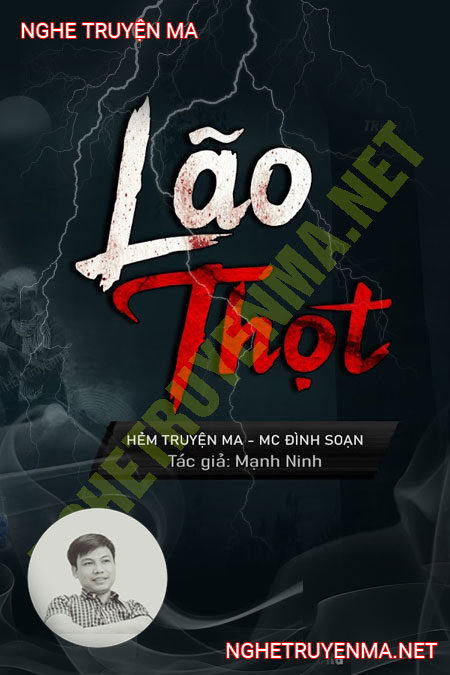 NGHE TRUYỆN MA
Lão
Thọt
NGHETRUYENMA.NET
HẺM TRUYỆN MA - MC ĐÌNH SOẠN
Tác giả: Mạnh Ninh
NGHETRUYENMA.NET